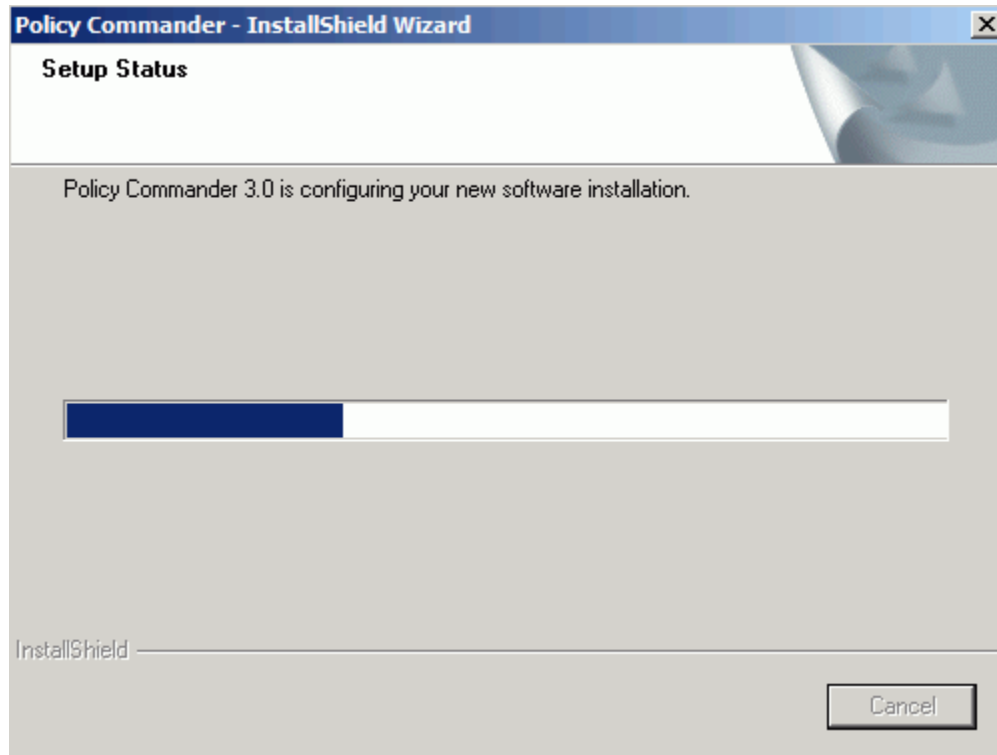 Policy Commander - InstallShield Wizard
Setup Status
Policy Commander 3.0 is configuring your new software installation.
InstallShield
Cancel